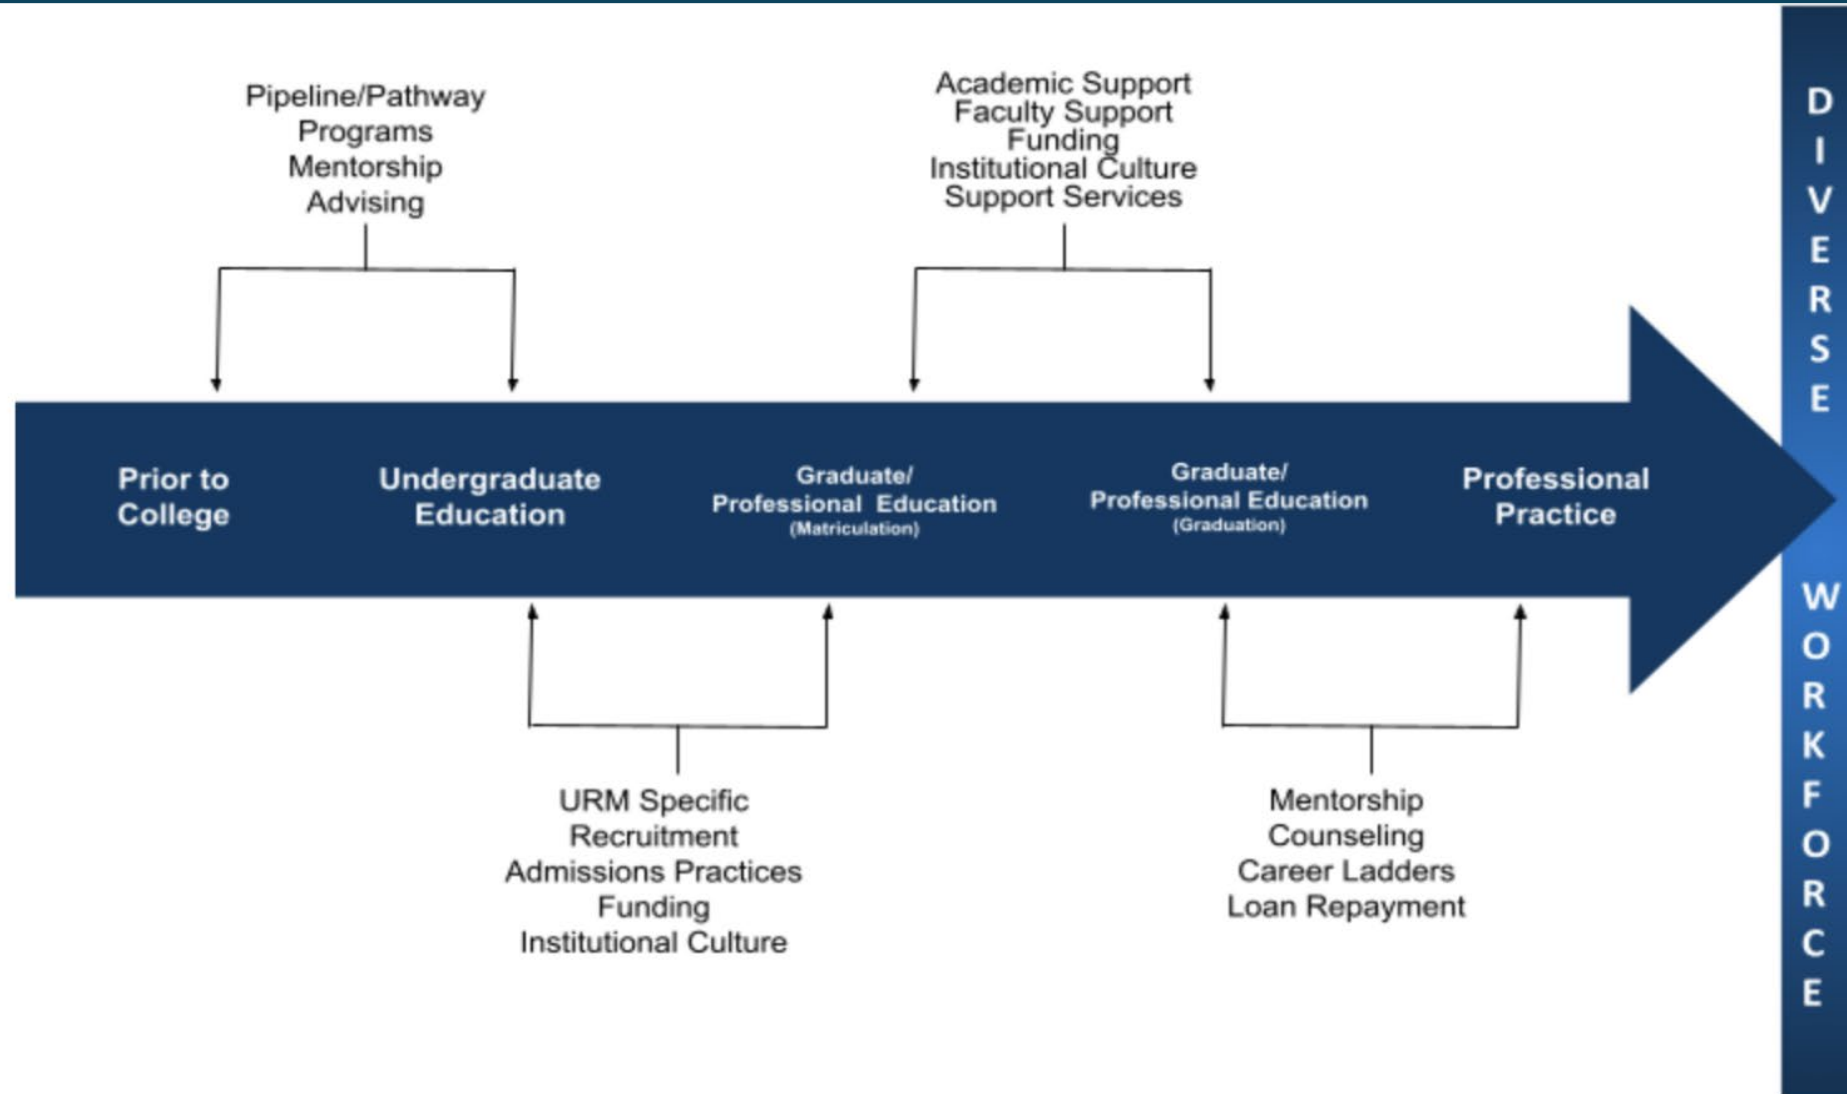 Pipeline/Pathway
Programs
Mentorship
Advising
Academic Support
Faculty Support
Funding
Institutional Culture
Support Services
Prior to
College
Undergraduate
Education
Graduate/
Professional Education
(Matriculation)
Graduate/
Professional Education
(Graduation)
Professional
Practice
URM Specific
Recruitment
Admissions Practices
Funding
Institutional Culture
Mentorship
Counseling
Career Ladders
Loan Repayment
DIVERSE WORKFORCE